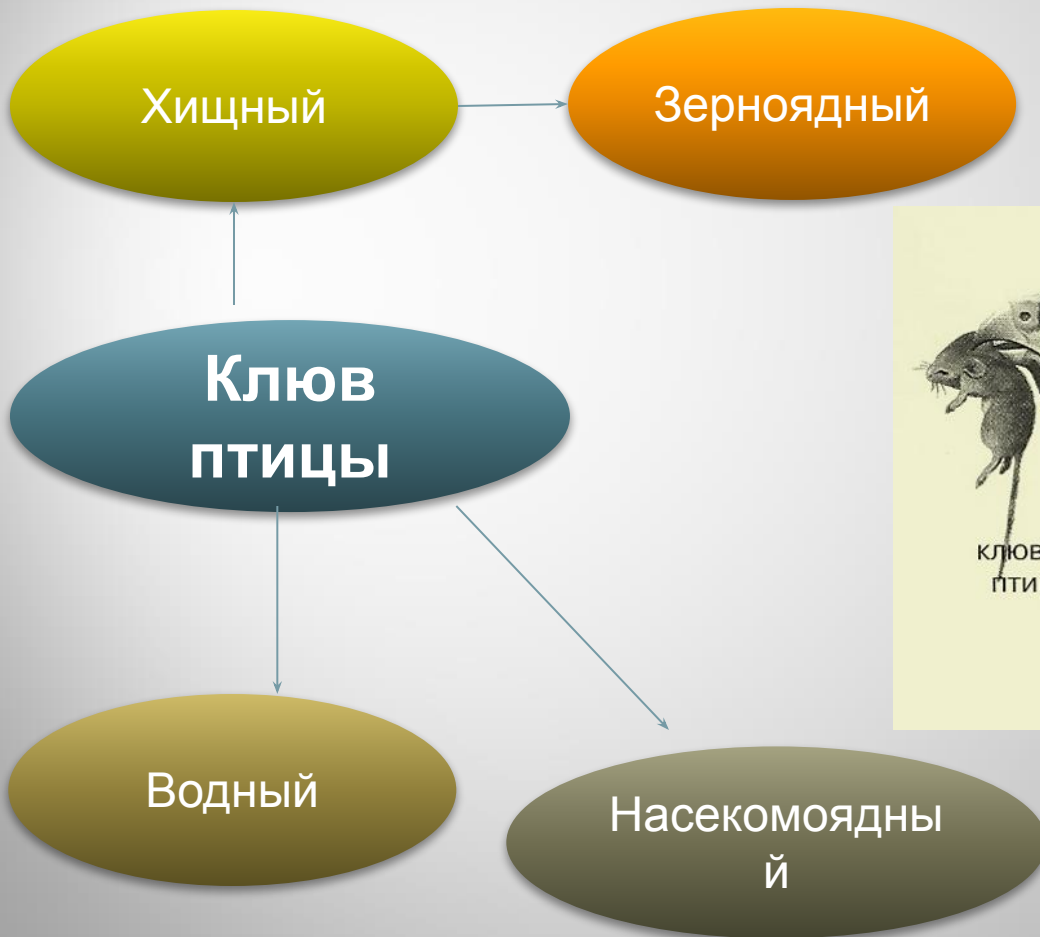 Хищный
Зерноядный
Клюв
птицы
Водный
Насекомоядны
й